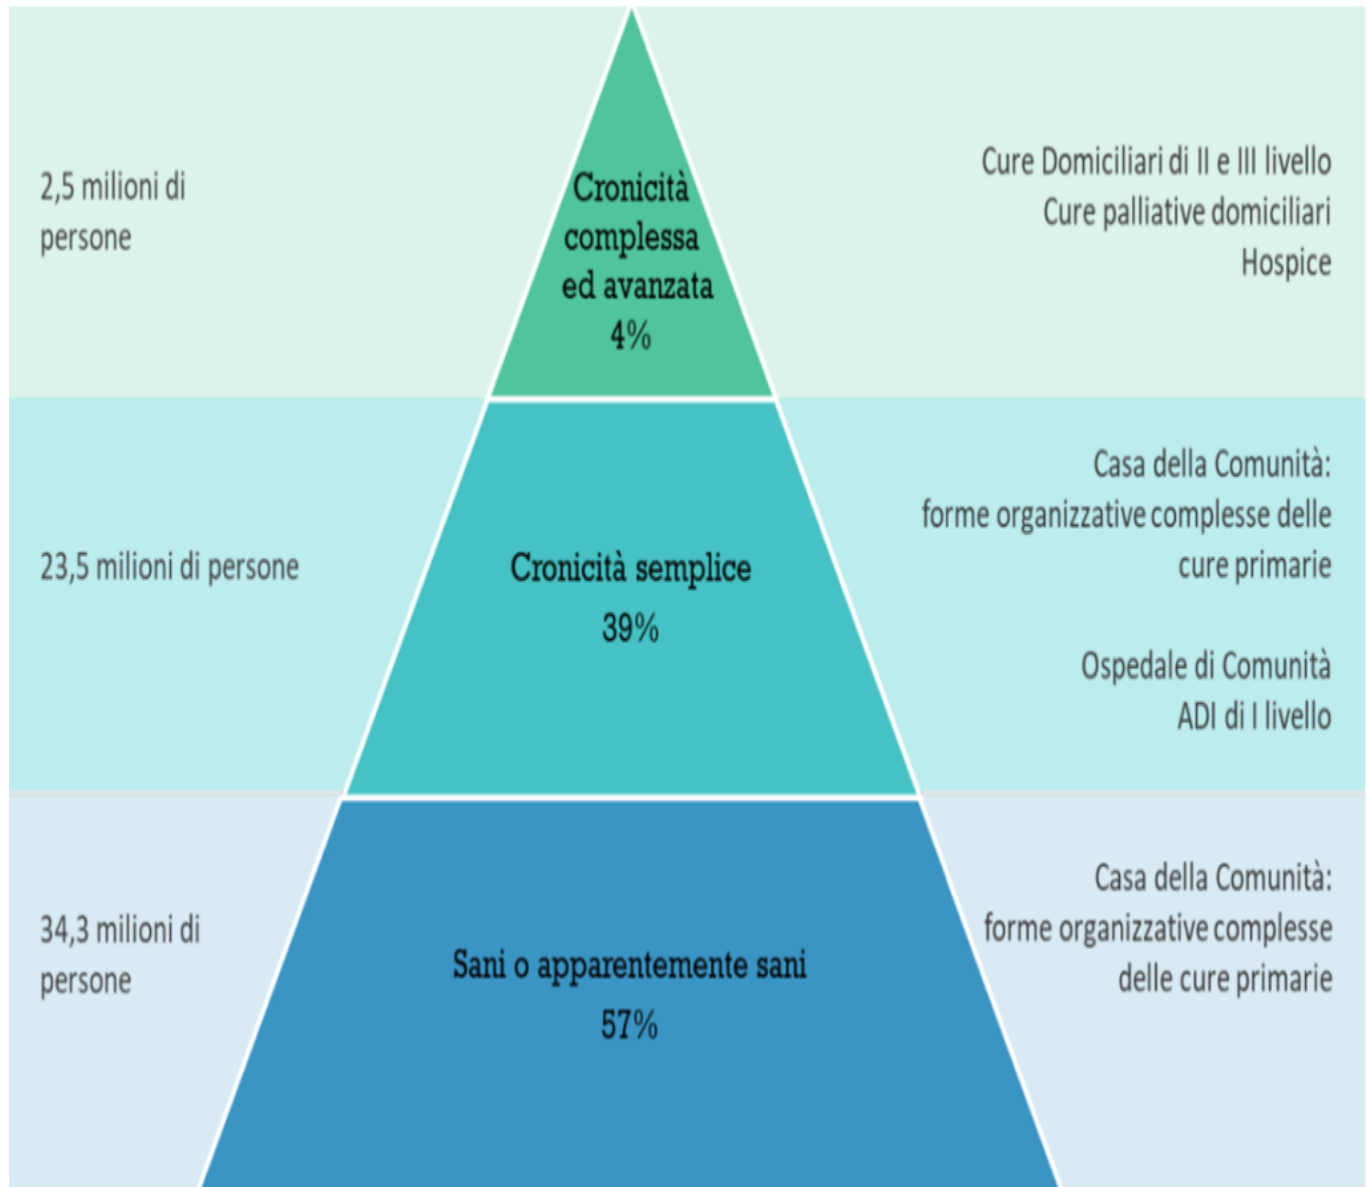 2,5 milioni di
persone
Cronicità
complessa
ed avanzata
4%
Cure Domiciliari di II e III livello
Cure palliative domiciliari
Hospice
23,5 milioni di persone
Cronicità semplice
39%
Casa della Comunità:
forme organizzative complesse delle
cure primarie
Ospedale di Comunità
ADI di I livello
34,3 milioni di
persone
Sani o apparentemente sani
57%
Casa della Comunità:
forme organizzative complesse
delle cure primarie